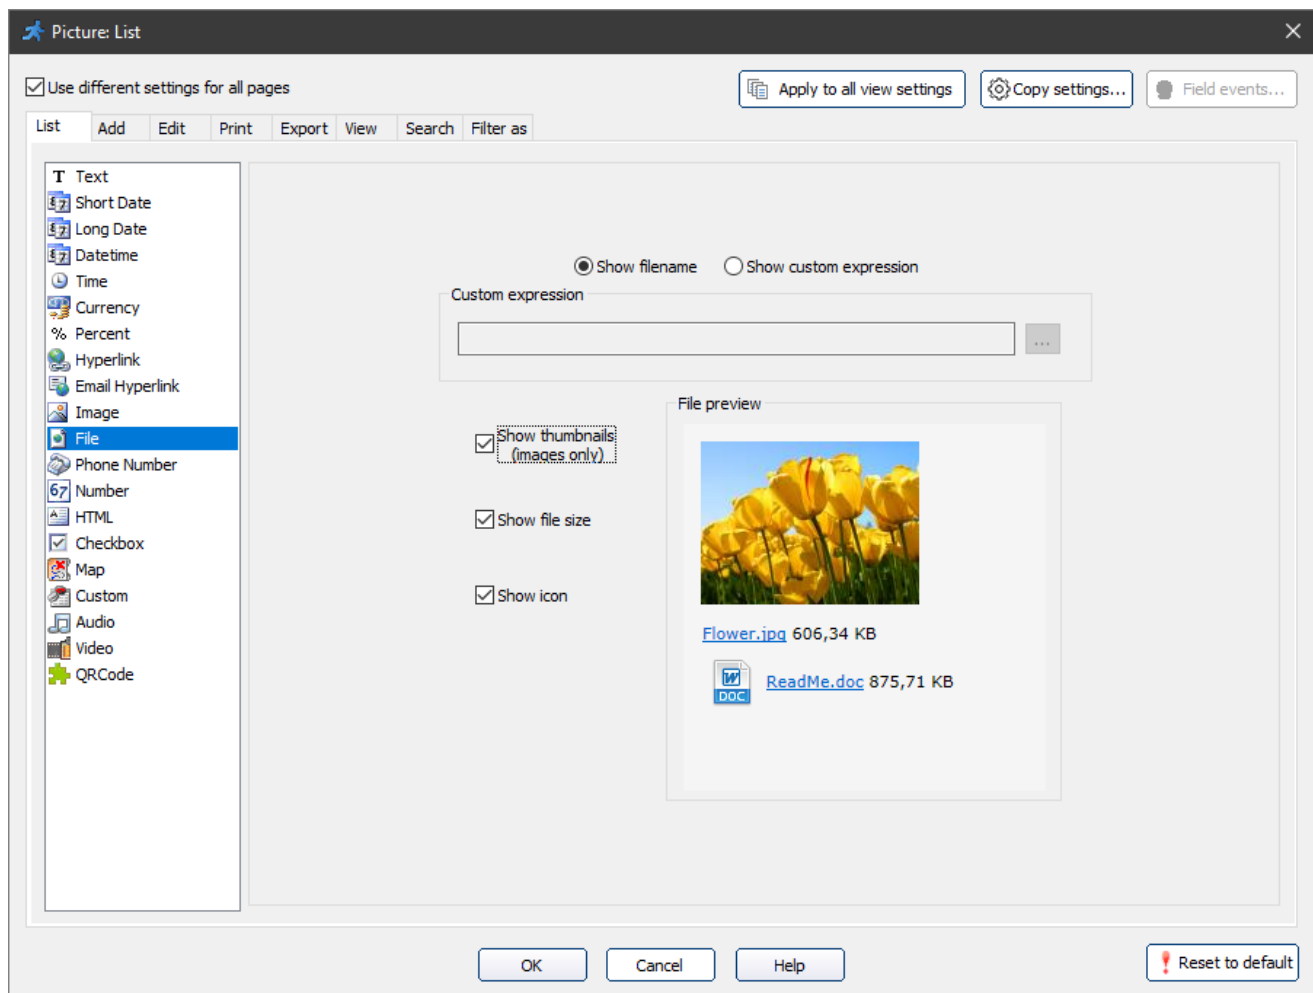 Picture: List
Use different settings for all pages
Apply to all view settings
Copy settings...
Field events...
List
Add
Edit
Print
Export
View
Search
Filter as
T Text
Short Date
Long Date
Datetime
Time
Currency
% Percent
Hyperlink
Email Hyperlink
Image
File
Phone Number
67 Number
HTML
Checkbox
Map
Custom
Audio
Video
QRCode
Show filename
Show custom expression
Custom expression
...
Show thumbnails
(images only)
Show file size
Show icon
File preview
Flower.jpg 606,34 KB
W
DOC
ReadMe.doc 875,71 KB
OK
Cancel
Help
Reset to default